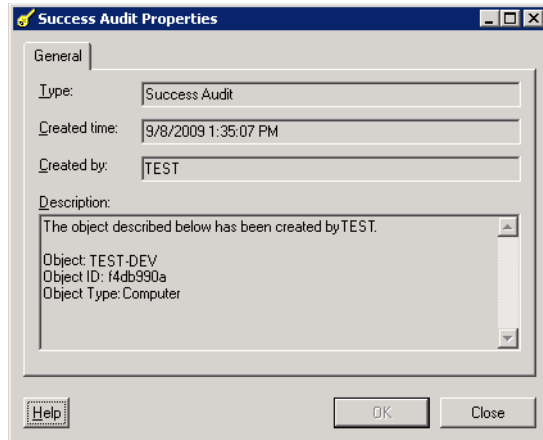 Success Audit Properties
General
Type:
Success Audit
Created time:
9/8/2009 1:35:07 PM
Created by:
TEST
Description:
The object described below has been created by TEST.
Object: TEST-DEV
Object ID: f4db990a
Object Type: Computer
Help
OK
Close